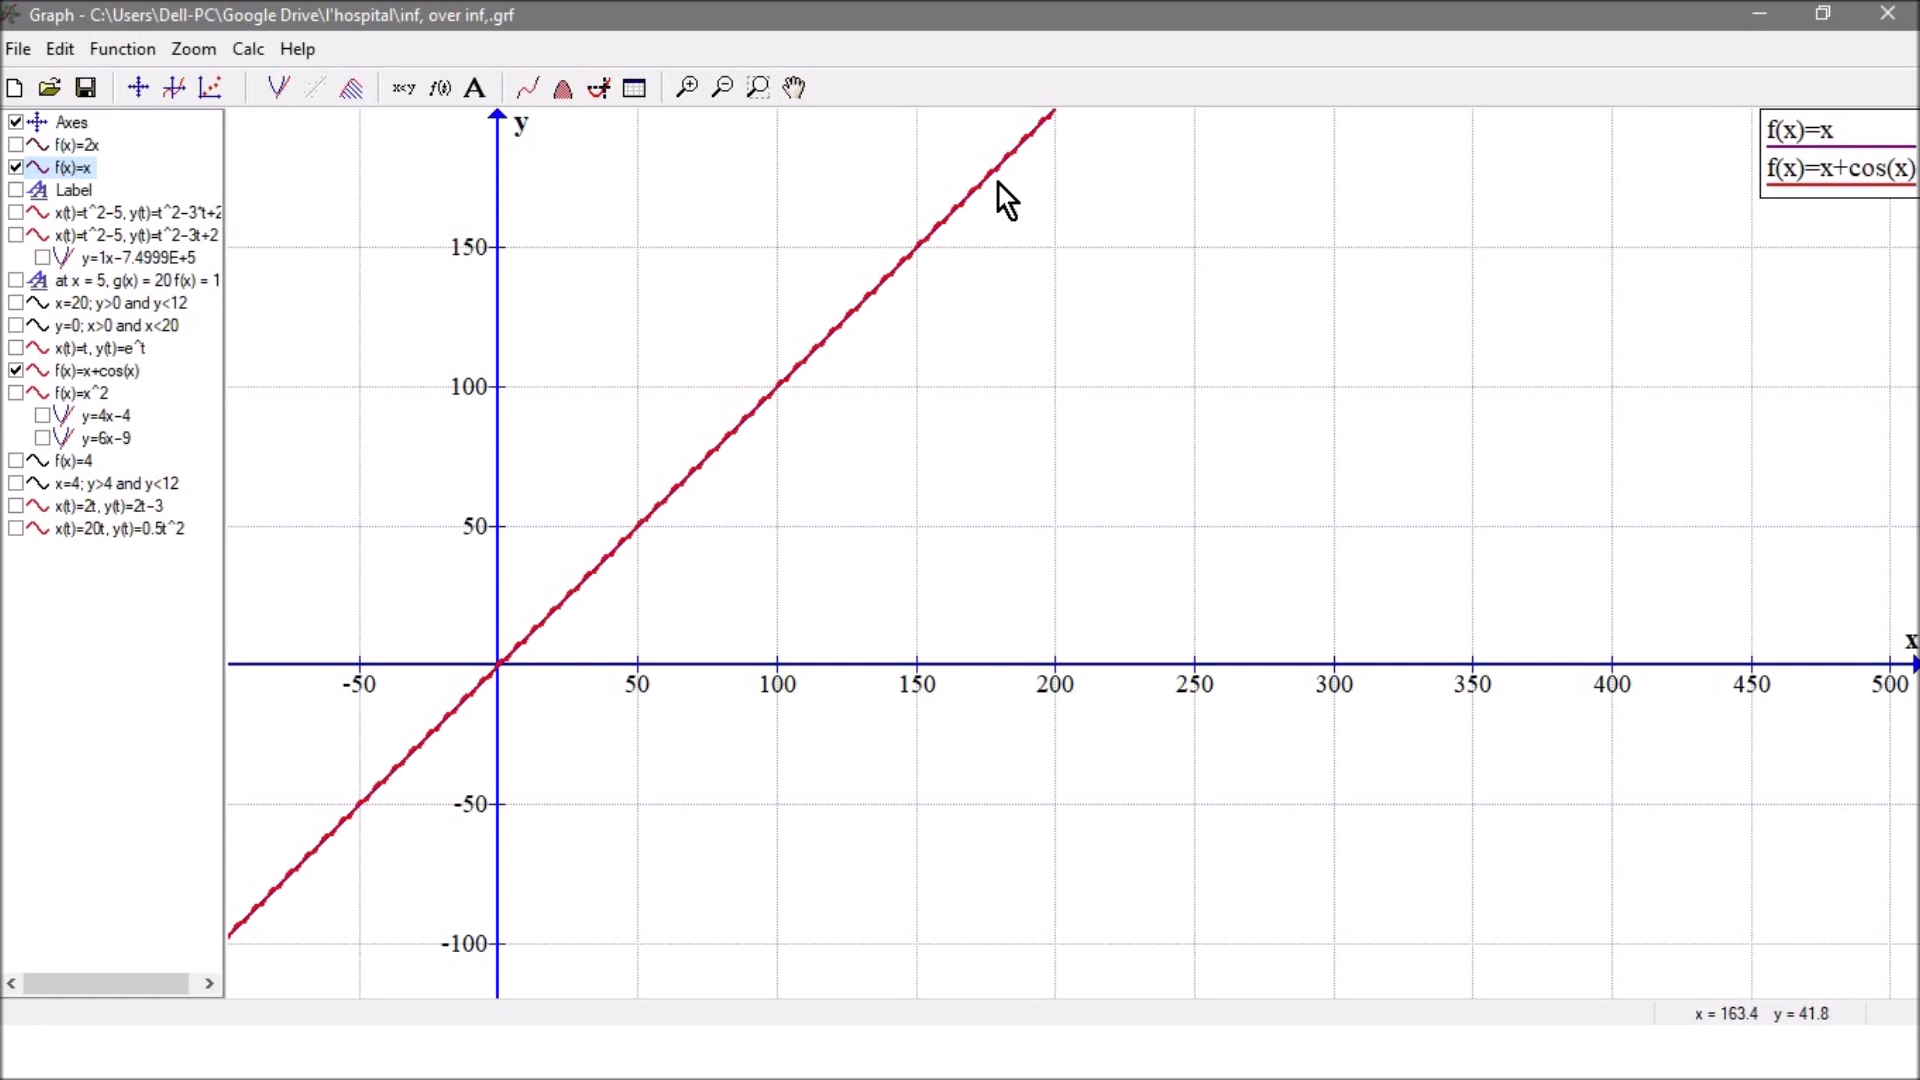 Graph - C:\Users\Dell-PC\Google Drive\l'hospital\inf, over inf,.grf
File Edit Function Zoom Calc Help
x<y f(x) A
Axes
f(x)=2x
f(x)=x
Label
x(t)=t^2-5, y(t)=t^2-3*t+2
x(t)=t^2-5, y(t)=t^2-3t+2
y=1x-7.4999E+5
at x = 5, g(x) = 20 f(x) = 1
x=20; y>0 and y<12
y=0; x>0 and x<20
x(t)=t, y(t)=e^t
f(x)=x+cos(x)
f(x)=x^2
y=4x-4
y=6x-9
f(x)=4
x=4; y>4 and y<12
x(t)=2t, y(t)=2t-3
x(t)=20t, y(t)=0.5t^2
y
f(x)=x
f(x)=x+cos(x)
150
100
50
x
-50 50 100 150 200 250 300 350 400 450 500
-50
-100
x = 163.4 y = 41.8